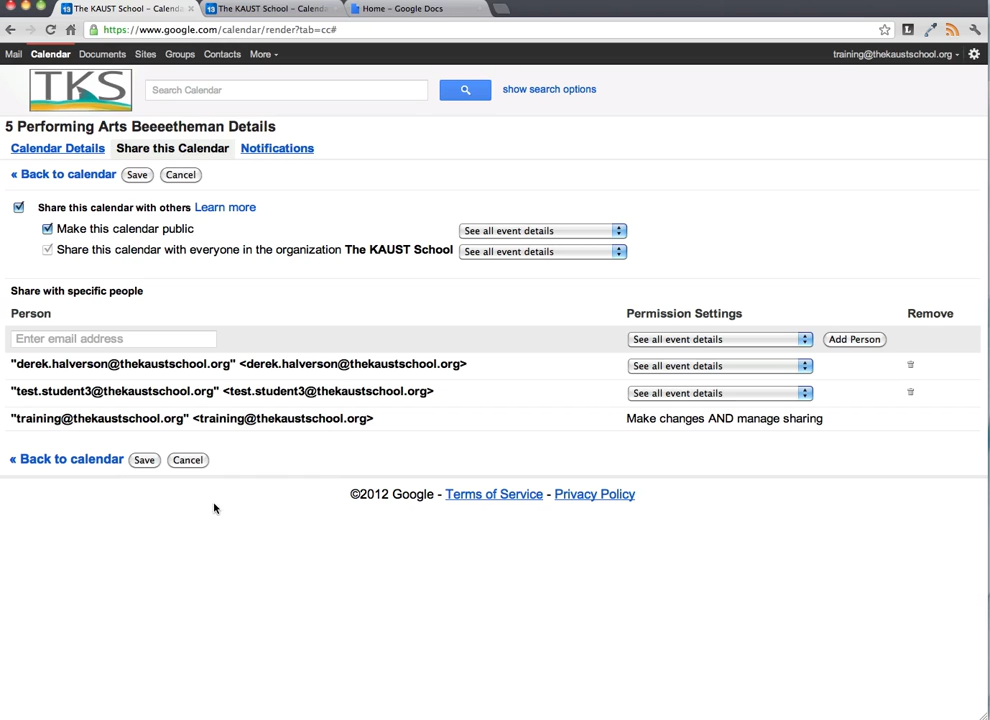 13 The KAUST School – Calenda
13 The KAUST School – Calenda
Home – Google Docs
https://www.google.com/calendar/render?tab=cc#
Mail Calendar Documents Sites Groups Contacts More
training@thekaustschool.org
TKS
Search Calendar
show search options
5 Performing Arts Beeeetheman Details
Calendar Details Share this Calendar Notifications
« Back to calendar Save Cancel
Share this calendar with others Learn more
Make this calendar public See all event details
Share this calendar with everyone in the organization The KAUST School See all event details
Share with specific people
Person Permission Settings Remove
Enter email address See all event details Add Person
"derek.halverson@thekaustschool.org" <derek.halverson@thekaustschool.org> See all event details
"test.student3@thekaustschool.org" <test.student3@thekaustschool.org> See all event details
"training@thekaustschool.org" <training@thekaustschool.org> Make changes AND manage sharing
« Back to calendar Save Cancel
©2012 Google - Terms of Service - Privacy Policy